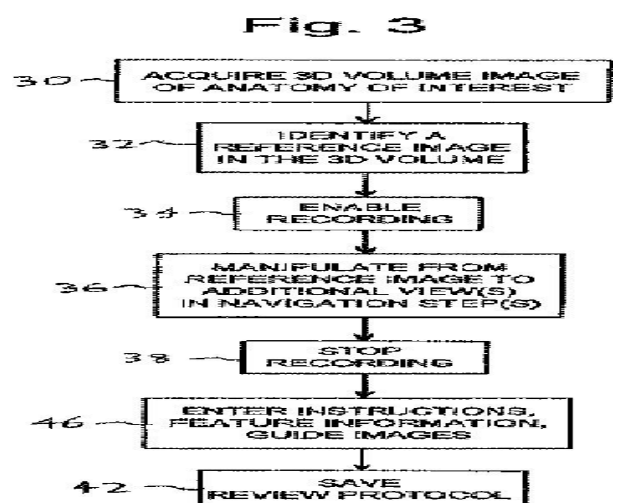 Fig. 3
30
ACQUIRE 3D VOLUME IMAGE
OF ANATOMY OF INTEREST
32
IDENTIFY A
REFERENCE IMAGE
IN THE 3D VOLUME
34
ENABLE
RECORDING
36
MANIPULATE FROM
REFERENCE IMAGE TO
ADDITIONAL VIEW(S)
IN NAVIGATION STEP(S)
38
STOP
RECORDING
46
ENTER INSTRUCTIONS,
FEATURE INFORMATION,
GUIDE IMAGES
42
SAVE
REVIEW PROTOCOL